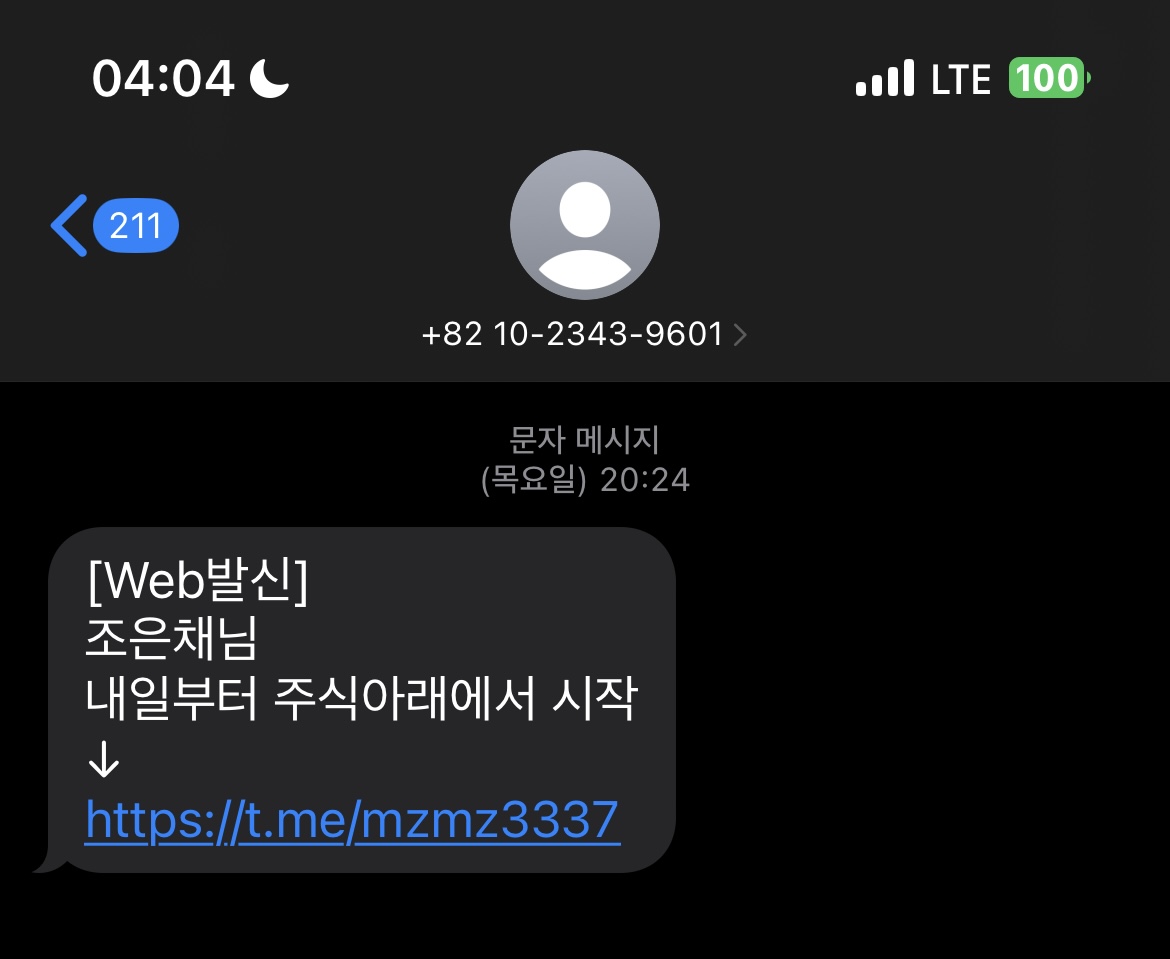 04:04
LTE 100
211
+82 10-2343-9601
문자 메시지
(목요일) 20:24
[Web발신]
조은채님
내일부터 주식아래에서 시작
↓
https://t.me/mzmz3337